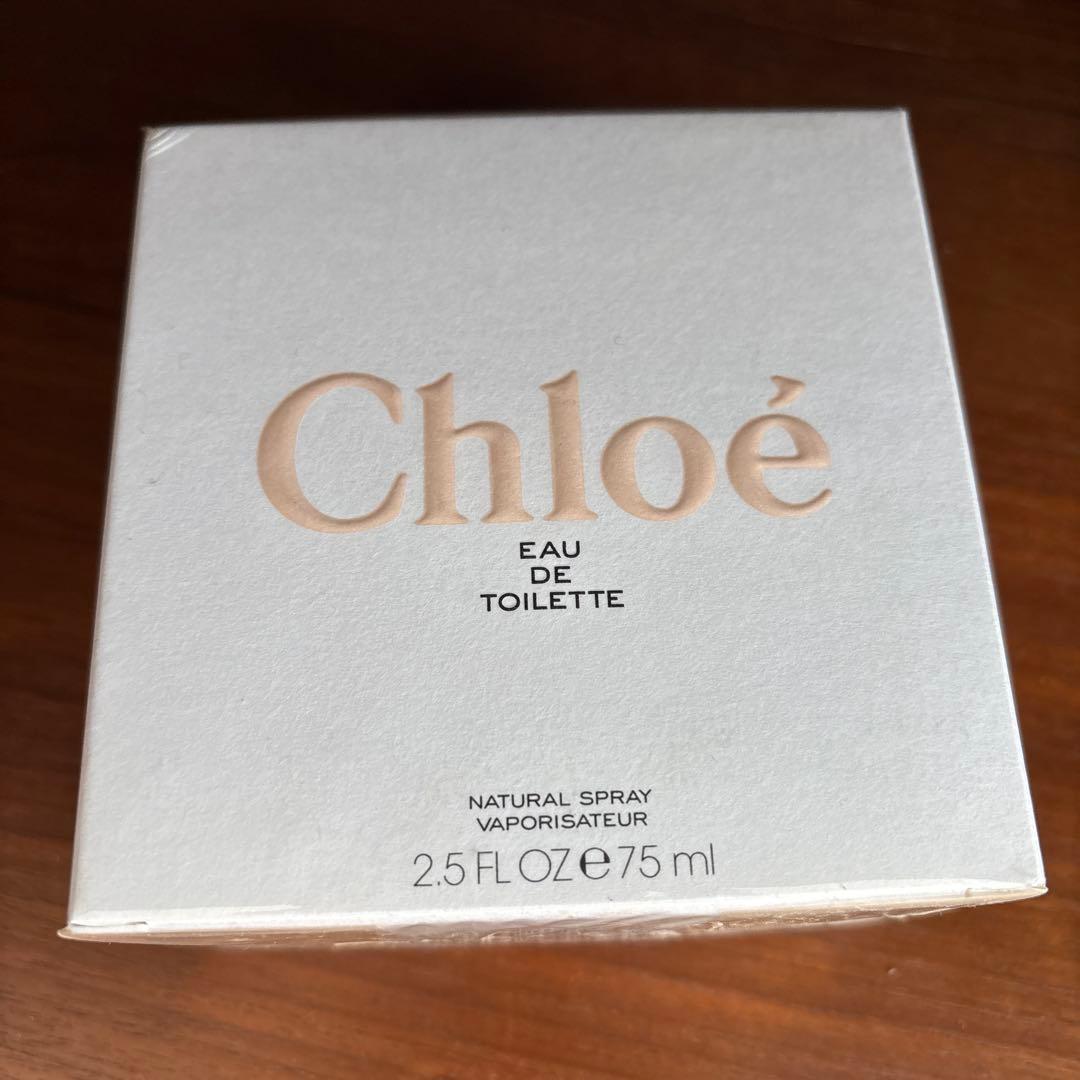 Chloé
EAU
DE
TOILETTE
NATURAL SPRAY
VAPORISATEUR
2.5 FL OZ ℮ 75 ml